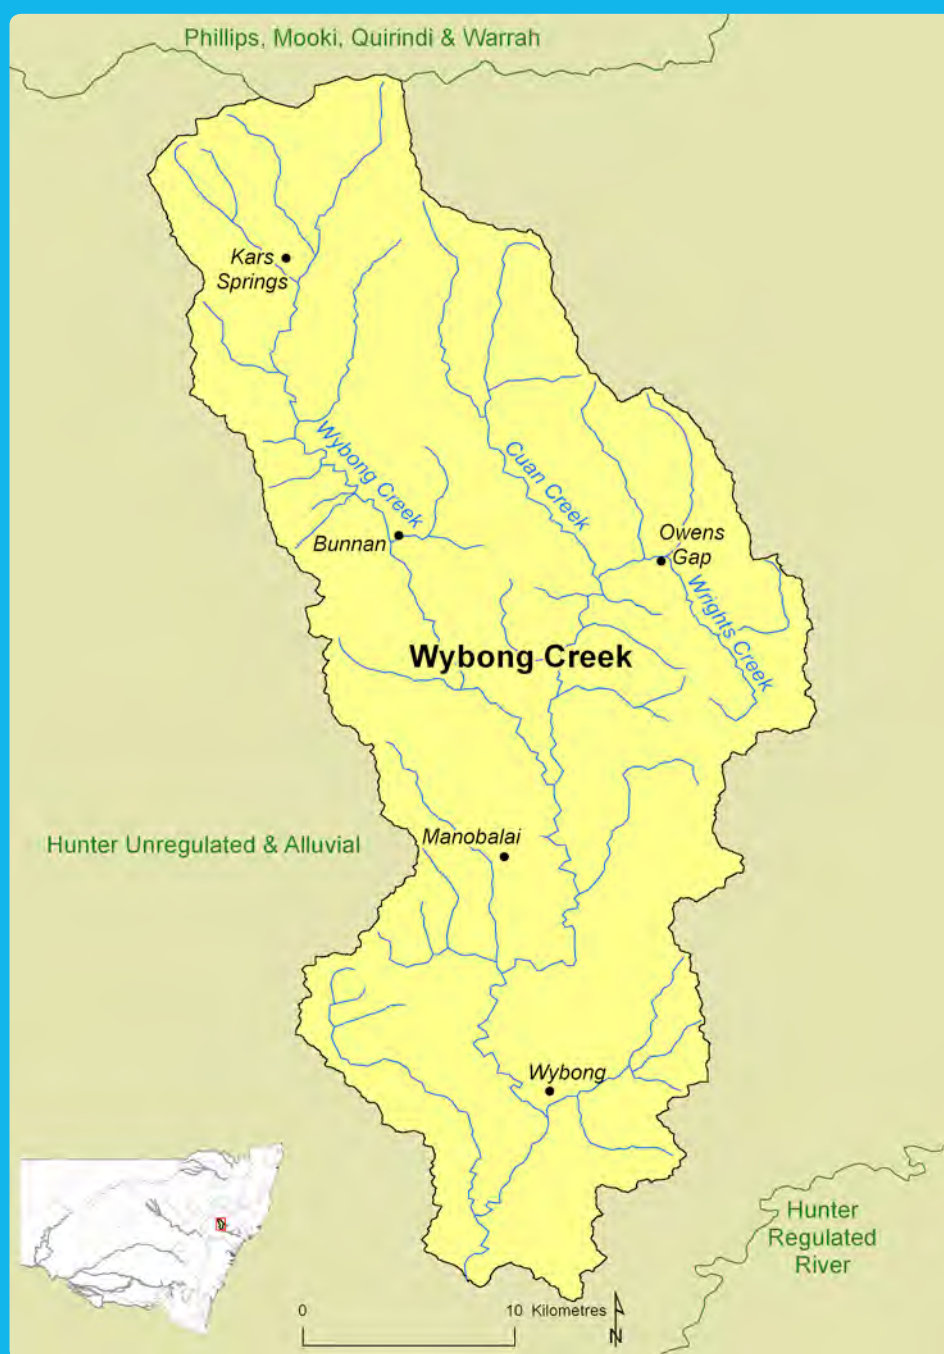 Phillips, Mooki, Quirindi & Warrah
Kars
Springs
Wybong Creek
Cuan Creek
Bunnan
Owens
Gap
Wrights Creek
Wybong Creek
Manobalai
Hunter Unregulated & Alluvial
Wybong
Hunter
Regulated
River
0
10 Kilometres
N